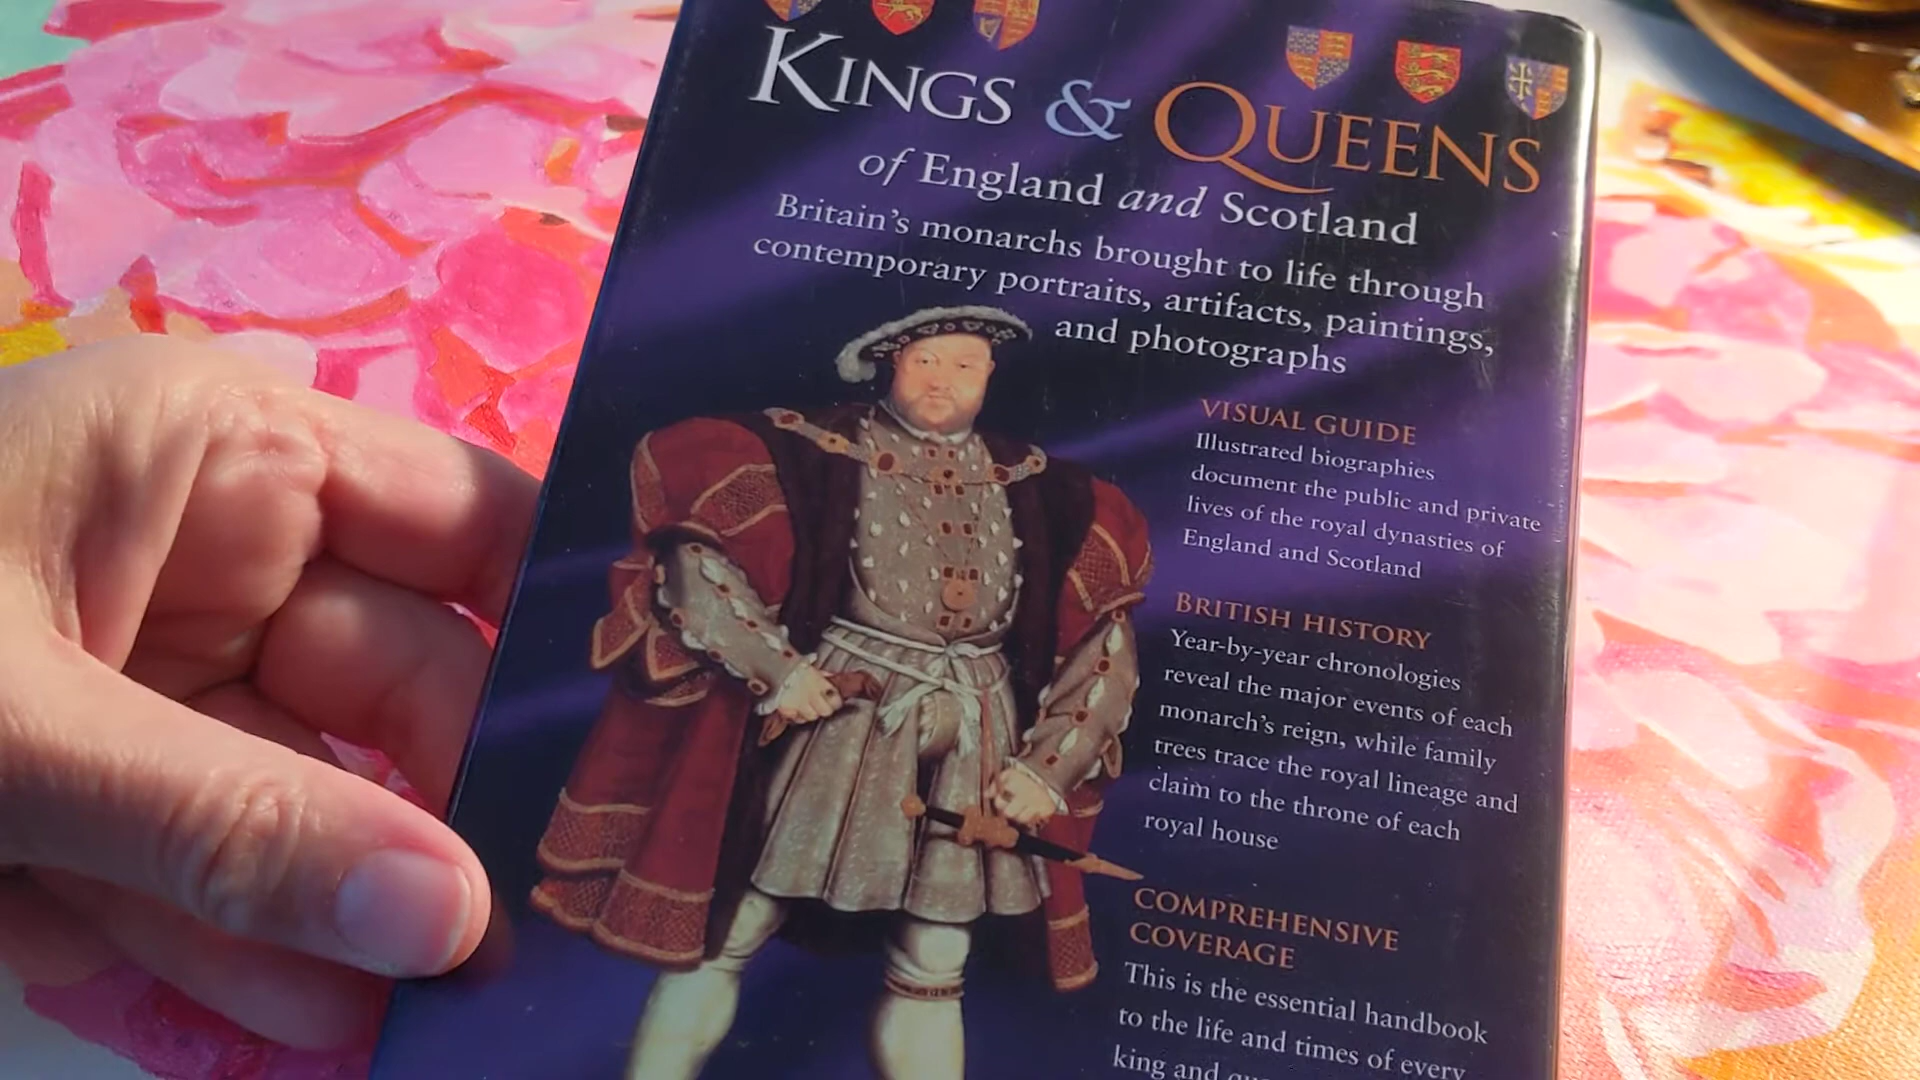 KINGS & QUEENS
of England and Scotland
Britain's monarchs brought to life through
contemporary portraits, artifacts, paintings,
and photographs
VISUAL GUIDE
Illustrated biographies
document the public and private
lives of the royal dynasties of
England and Scotland
BRITISH HISTORY
Year-by-year chronologies
reveal the major events of each
monarch's reign, while family
trees trace the royal lineage and
claim to the throne of each
royal house
COMPREHENSIVE
COVERAGE
This is the essential handbook
to the life and times of every
king and